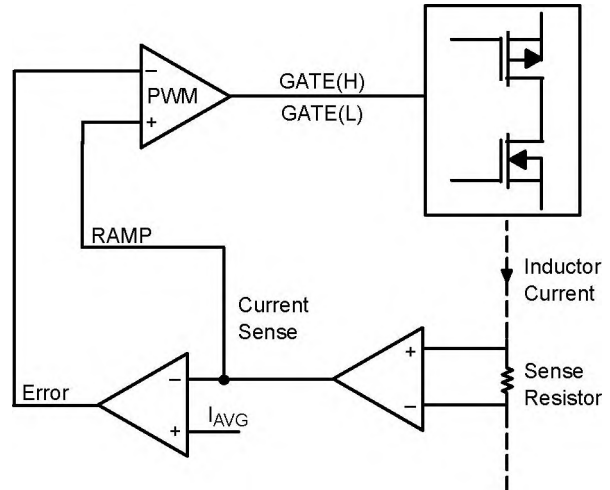 −
PWM
+
GATE(H)
GATE(L)
RAMP
Inductor
Current
Current
Sense
+
−
Sense
Resistor
Error
−
+
IAVG